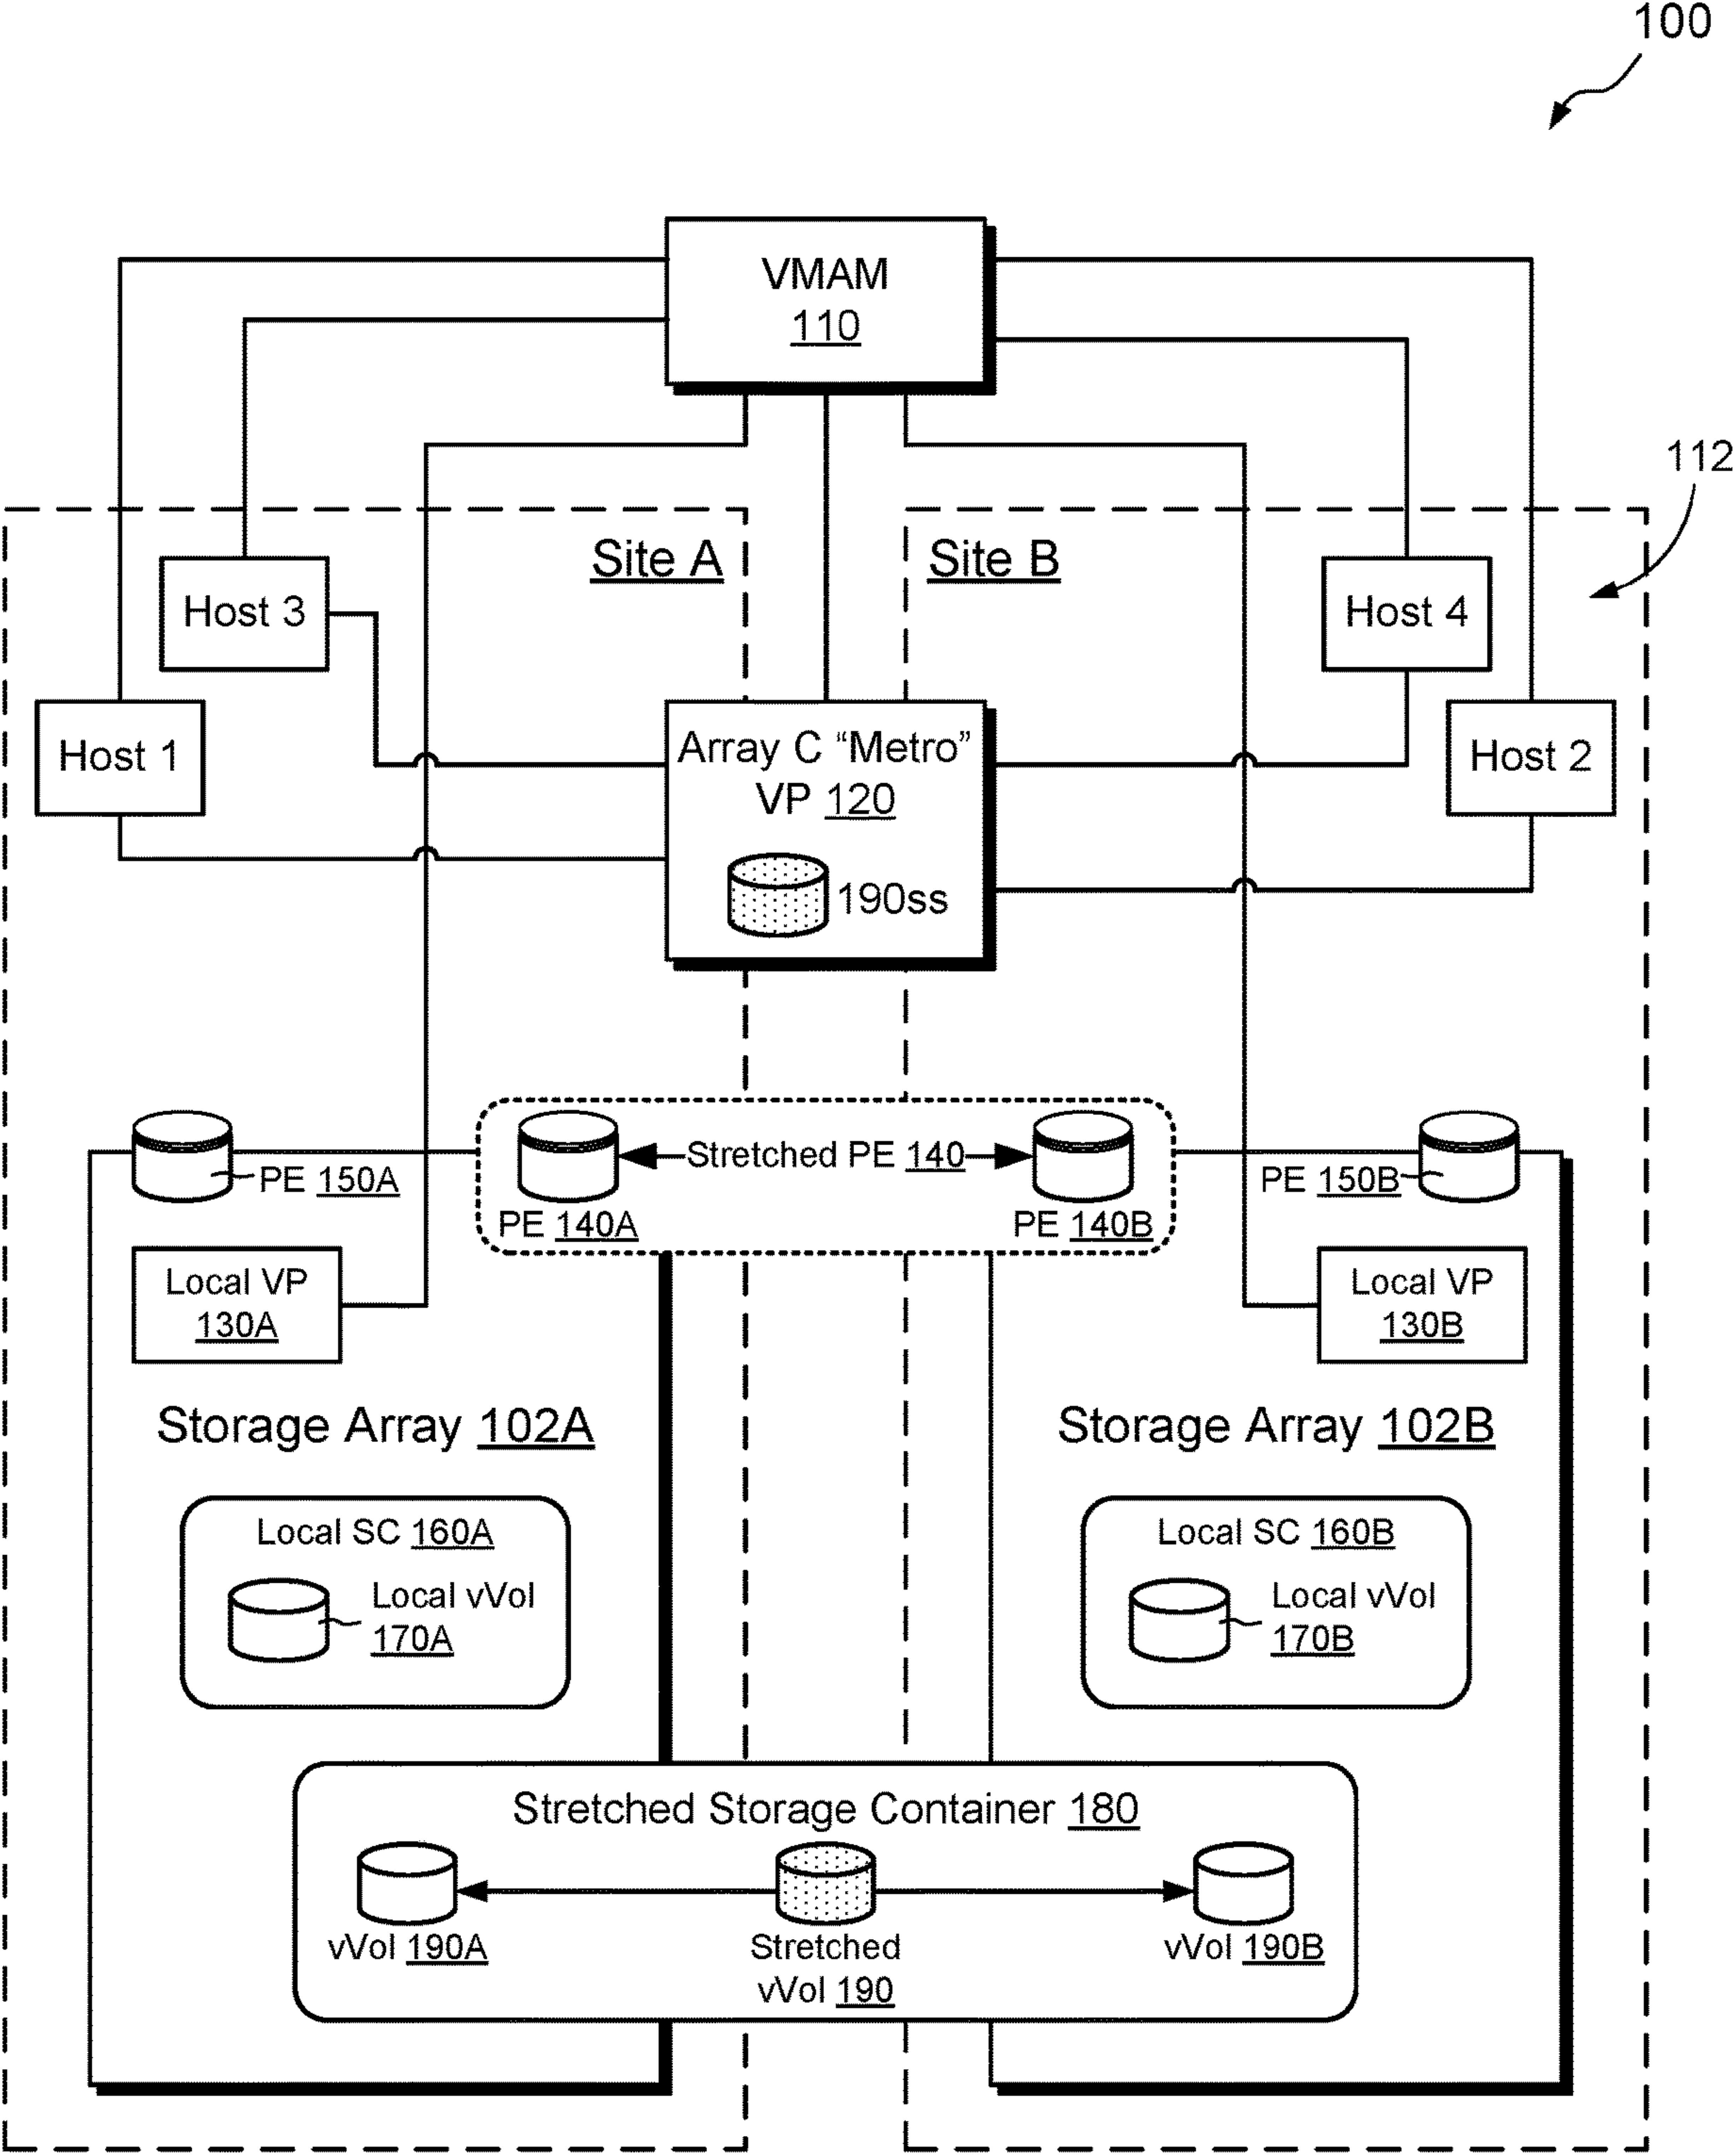 100
VMAM
110
112
Site A
Site B
Host 3
Host 4
Host 1
Array C “Metro”
VP 120
Host 2
190ss
PE 150A
Stretched PE 140
PE 150B
PE 140A
PE 140B
Local VP
130A
Local VP
130B
Storage Array 102A
Storage Array 102B
Local SC 160A
Local vVol
170A
Local SC 160B
Local vVol
170B
Stretched Storage Container 180
vVol 190A
Stretched
vVol 190
vVol 190B